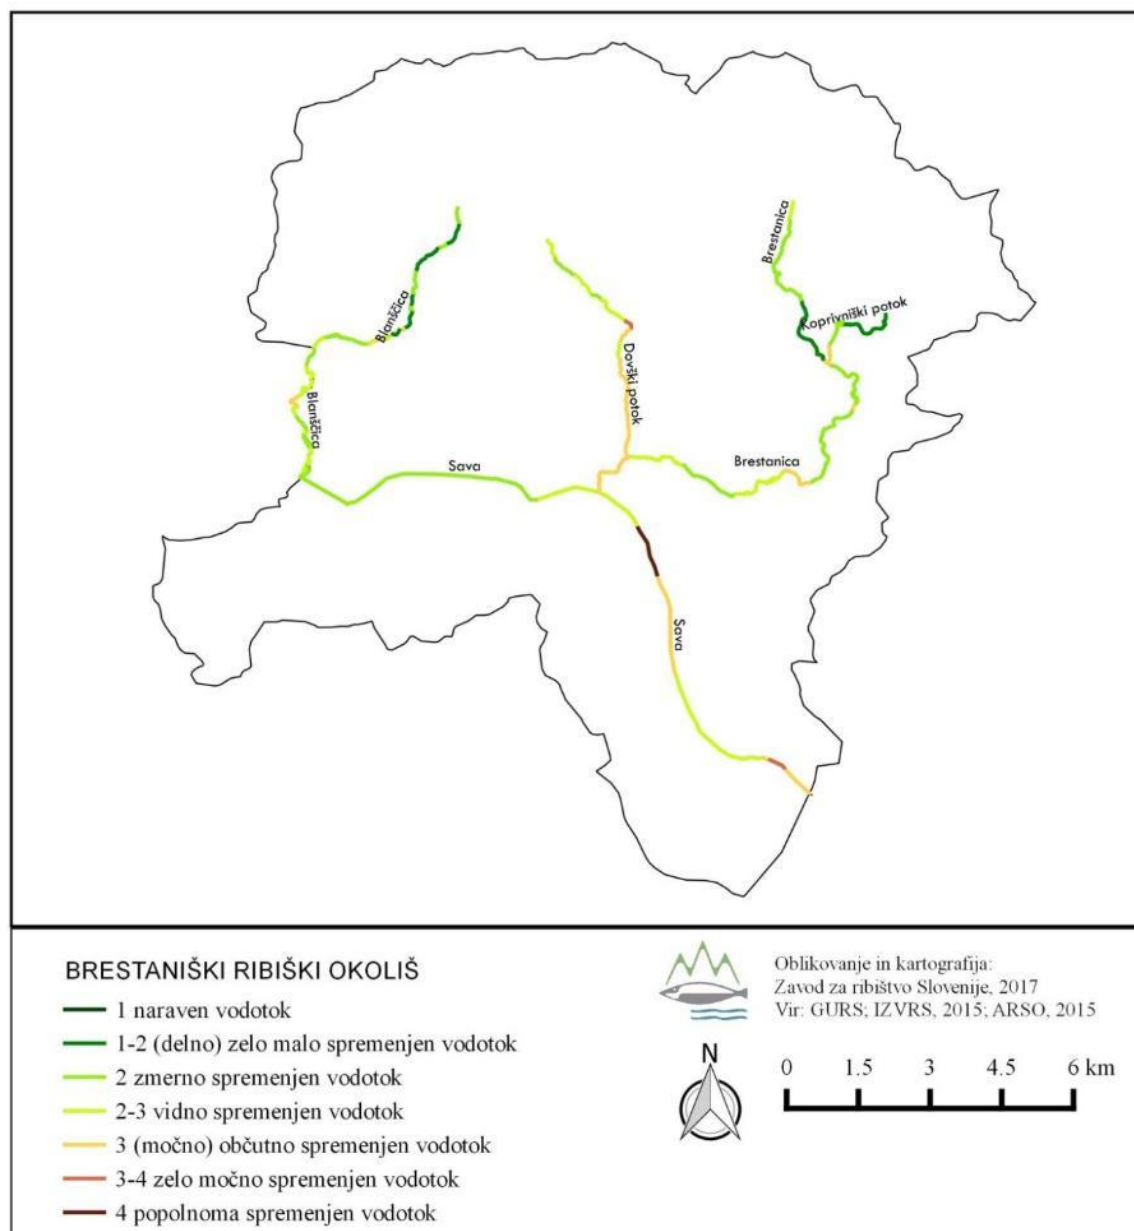 Brestanica
Koprivniški potok
Blanščica
Dovški potok
Blanščica
Sava
Brestanica
Sava
BRESTANIŠKI RIBIŠKI OKOLIŠ
1 naraven vodotok
1-2 (delno) zelo malo spremenjen vodotok
2 zmerno spremenjen vodotok
2-3 vidno spremenjen vodotok
3 (močno) občutno spremenjen vodotok
3-4 zelo močno spremenjen vodotok
4 popolnoma spremenjen vodotok
Oblikovanje in kartografija:
Zavod za ribištvo Slovenije, 2017
Vir: GURS; IZVRS, 2015; ARSO, 2015
N
0 1.5 3 4.5 6 km